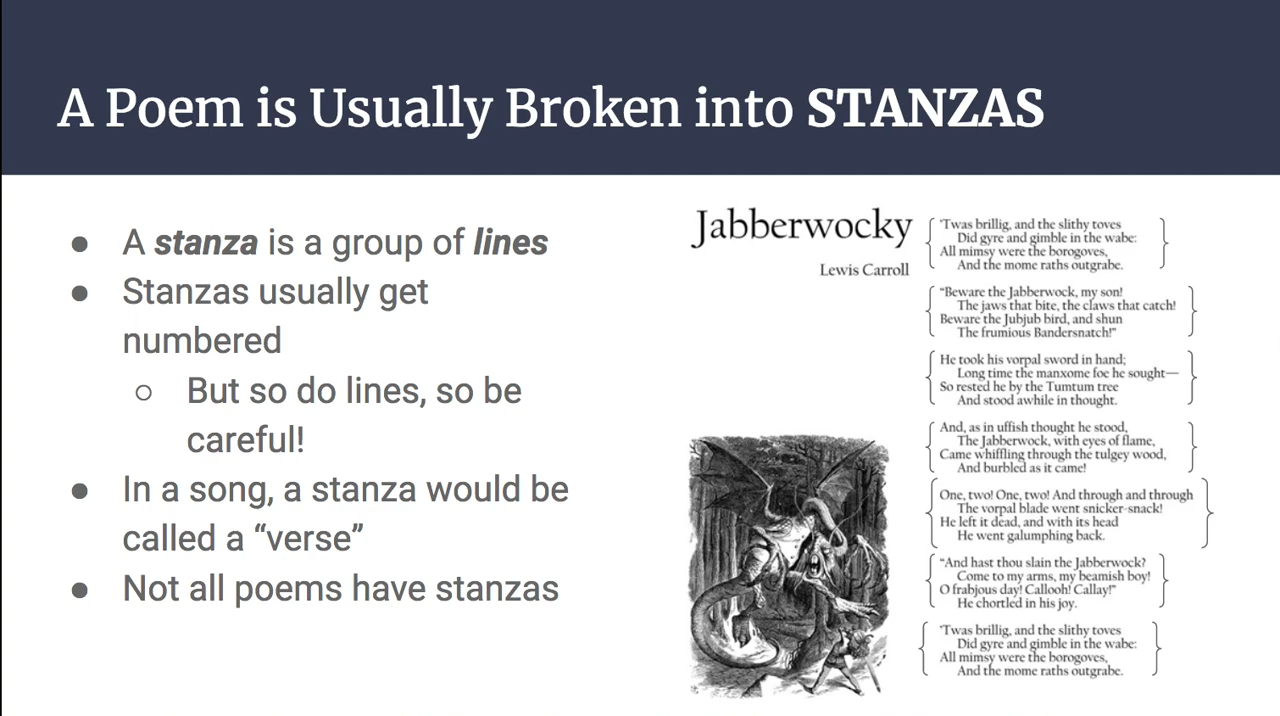 A Poem is Usually Broken into STANZAS
● A stanza is a group of lines
● Stanzas usually get
numbered
○ But so do lines, so be
careful!
● In a song, a stanza would be
called a “verse”
● Not all poems have stanzas
Jabberwocky
Lewis Carroll
’Twas brillig, and the slithy toves
Did gyre and gimble in the wabe:
All mimsy were the borogoves,
And the mome raths outgrabe.
“Beware the Jabberwock, my son!
The jaws that bite, the claws that catch!
Beware the Jubjub bird, and shun
The frumious Bandersnatch!”
He took his vorpal sword in hand;
Long time the manxome foe he sought—
So rested he by the Tumtum tree
And stood awhile in thought.
And, as in uffish thought he stood,
The Jabberwock, with eyes of flame,
Came whiffling through the tulgey wood,
And burbled as it came!
One, two! One, two! And through and through
The vorpal blade went snicker-snack!
He left it dead, and with its head
He went galumphing back.
“And hast thou slain the Jabberwock?
Come to my arms, my beamish boy!
O frabjous day! Callooh! Callay!”
He chortled in his joy.
’Twas brillig, and the slithy toves
Did gyre and gimble in the wabe:
All mimsy were the borogoves,
And the mome raths outgrabe.